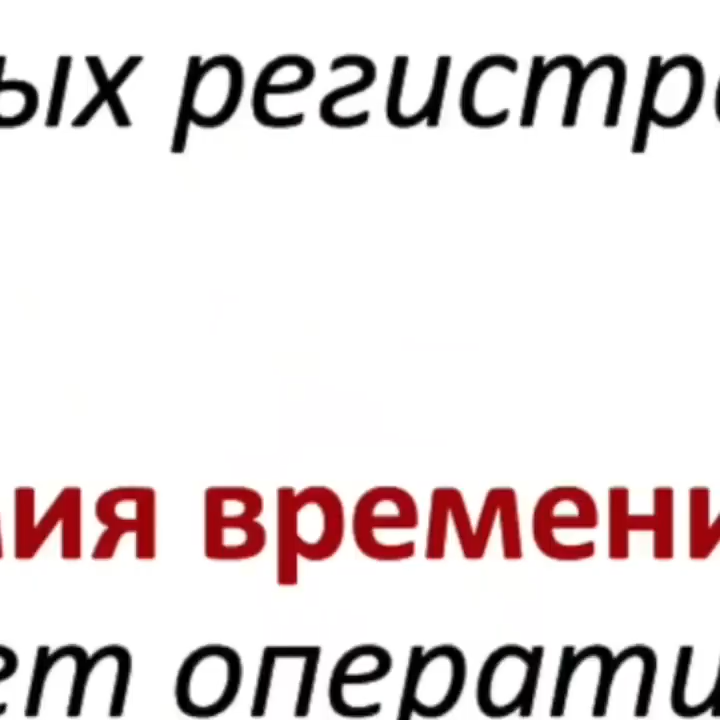 ых регистр
ия времени
ет операти